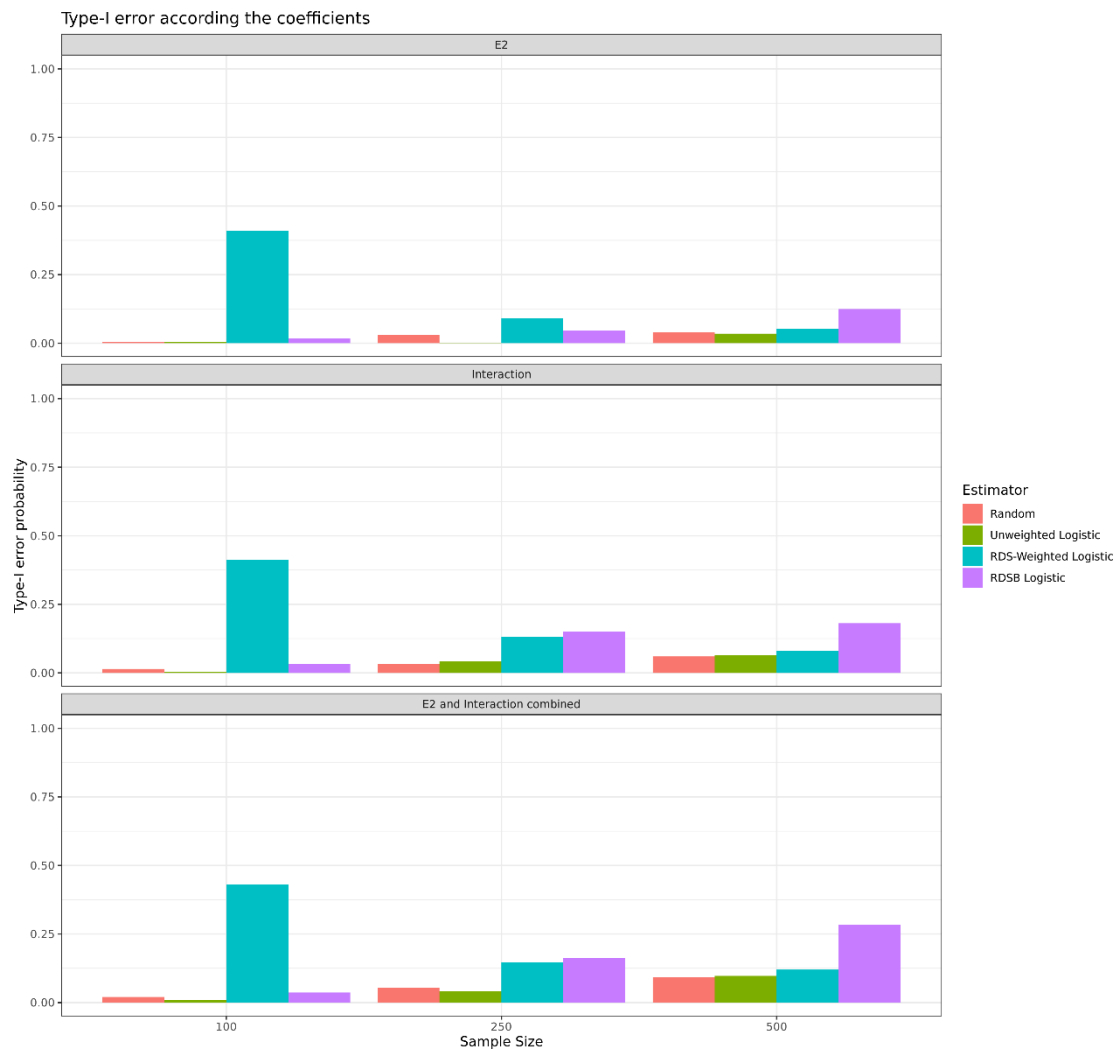 Type-I error according the coefficients
E2
1.00
0.75
0.50
0.25
0.00
Interaction
1.00
0.75
0.50
0.25
0.00
E2 and Interaction combined
1.00
0.75
0.50
0.25
0.00
Type-I error probability
100
250
500
Sample Size
Estimator
Random
Unweighted Logistic
RDS-Weighted Logistic
RDSB Logistic